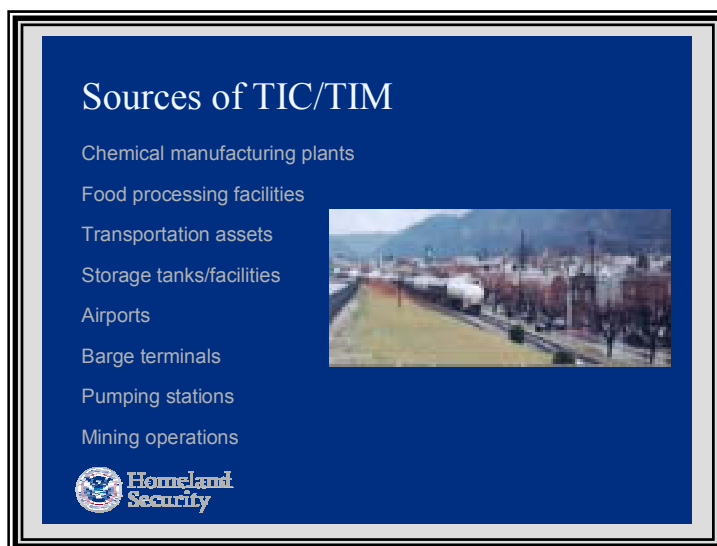 Sources of TIC/TIM
Chemical manufacturing plants
Food processing facilities
Transportation assets
Storage tanks/facilities
Airports
Barge terminals
Pumping stations
Mining operations
Homeland
Security